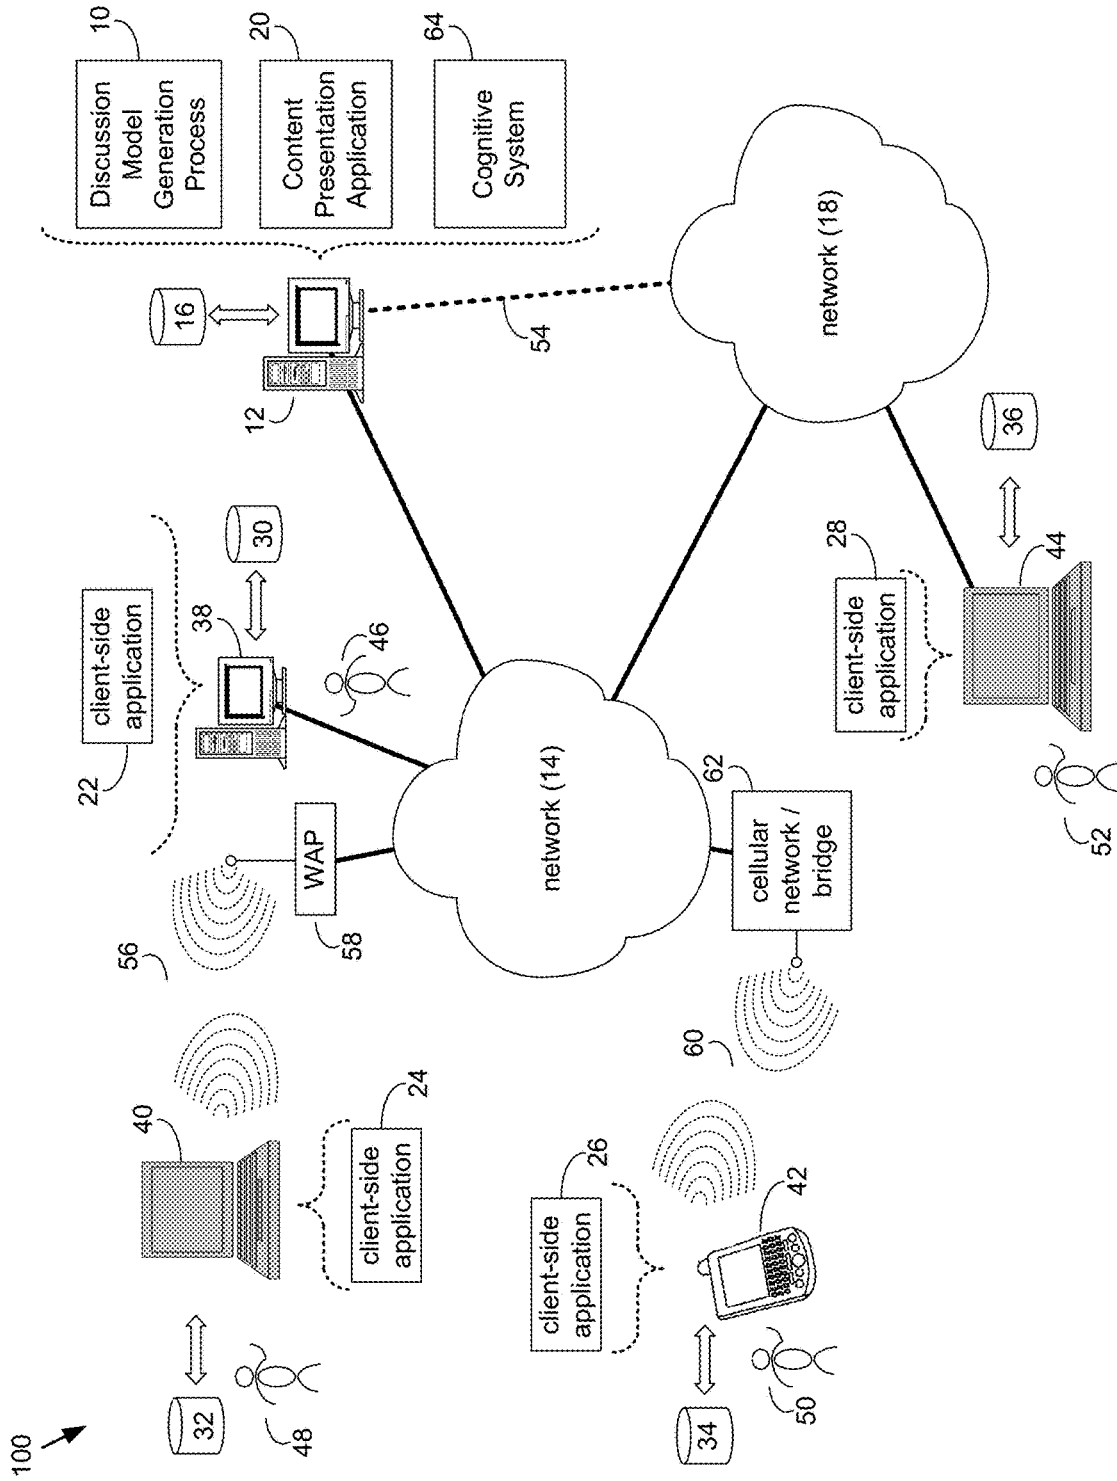 100
32
48
40
client-side
application
24
56
WAP
58
client-side
application
22
38
30
46
16
12
Discussion
Model
Generation
Process
10
Content
Presentation
Application
20
Cognitive
System
64
54
network (14)
network (18)
client-side
application
26
34
50
42
60
cellular
network /
bridge
62
client-side
application
28
36
44
52